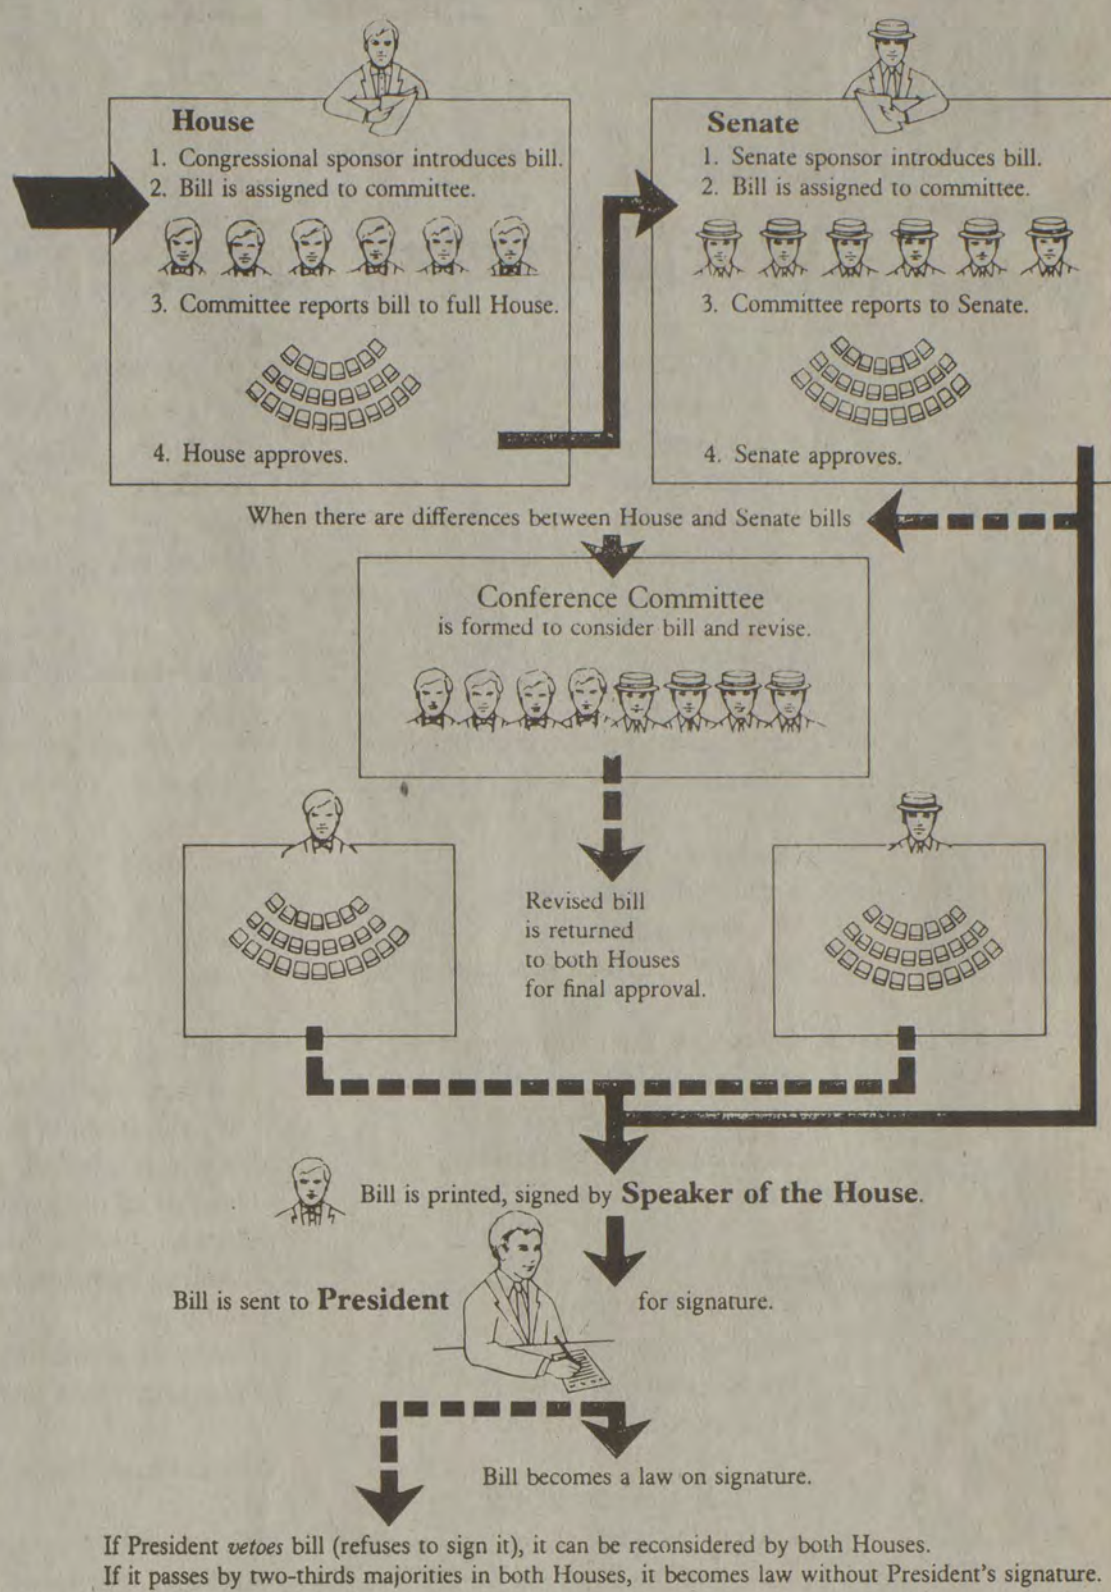 House
1. Congressional sponsor introduces bill.
2. Bill is assigned to committee.
3. Committee reports bill to full House.
4. House approves.
Senate
1. Senate sponsor introduces bill.
2. Bill is assigned to committee.
3. Committee reports to Senate.
4. Senate approves.
When there are differences between House and Senate bills
Conference Committee
is formed to consider bill and revise.
Revised bill
is returned
to both Houses
for final approval.
Bill is printed, signed by Speaker of the House.
Bill is sent to President for signature.
Bill becomes a law on signature.
If President vetoes bill (refuses to sign it), it can be reconsidered by both Houses.
If it passes by two-thirds majorities in both Houses, it becomes law without President's signature.